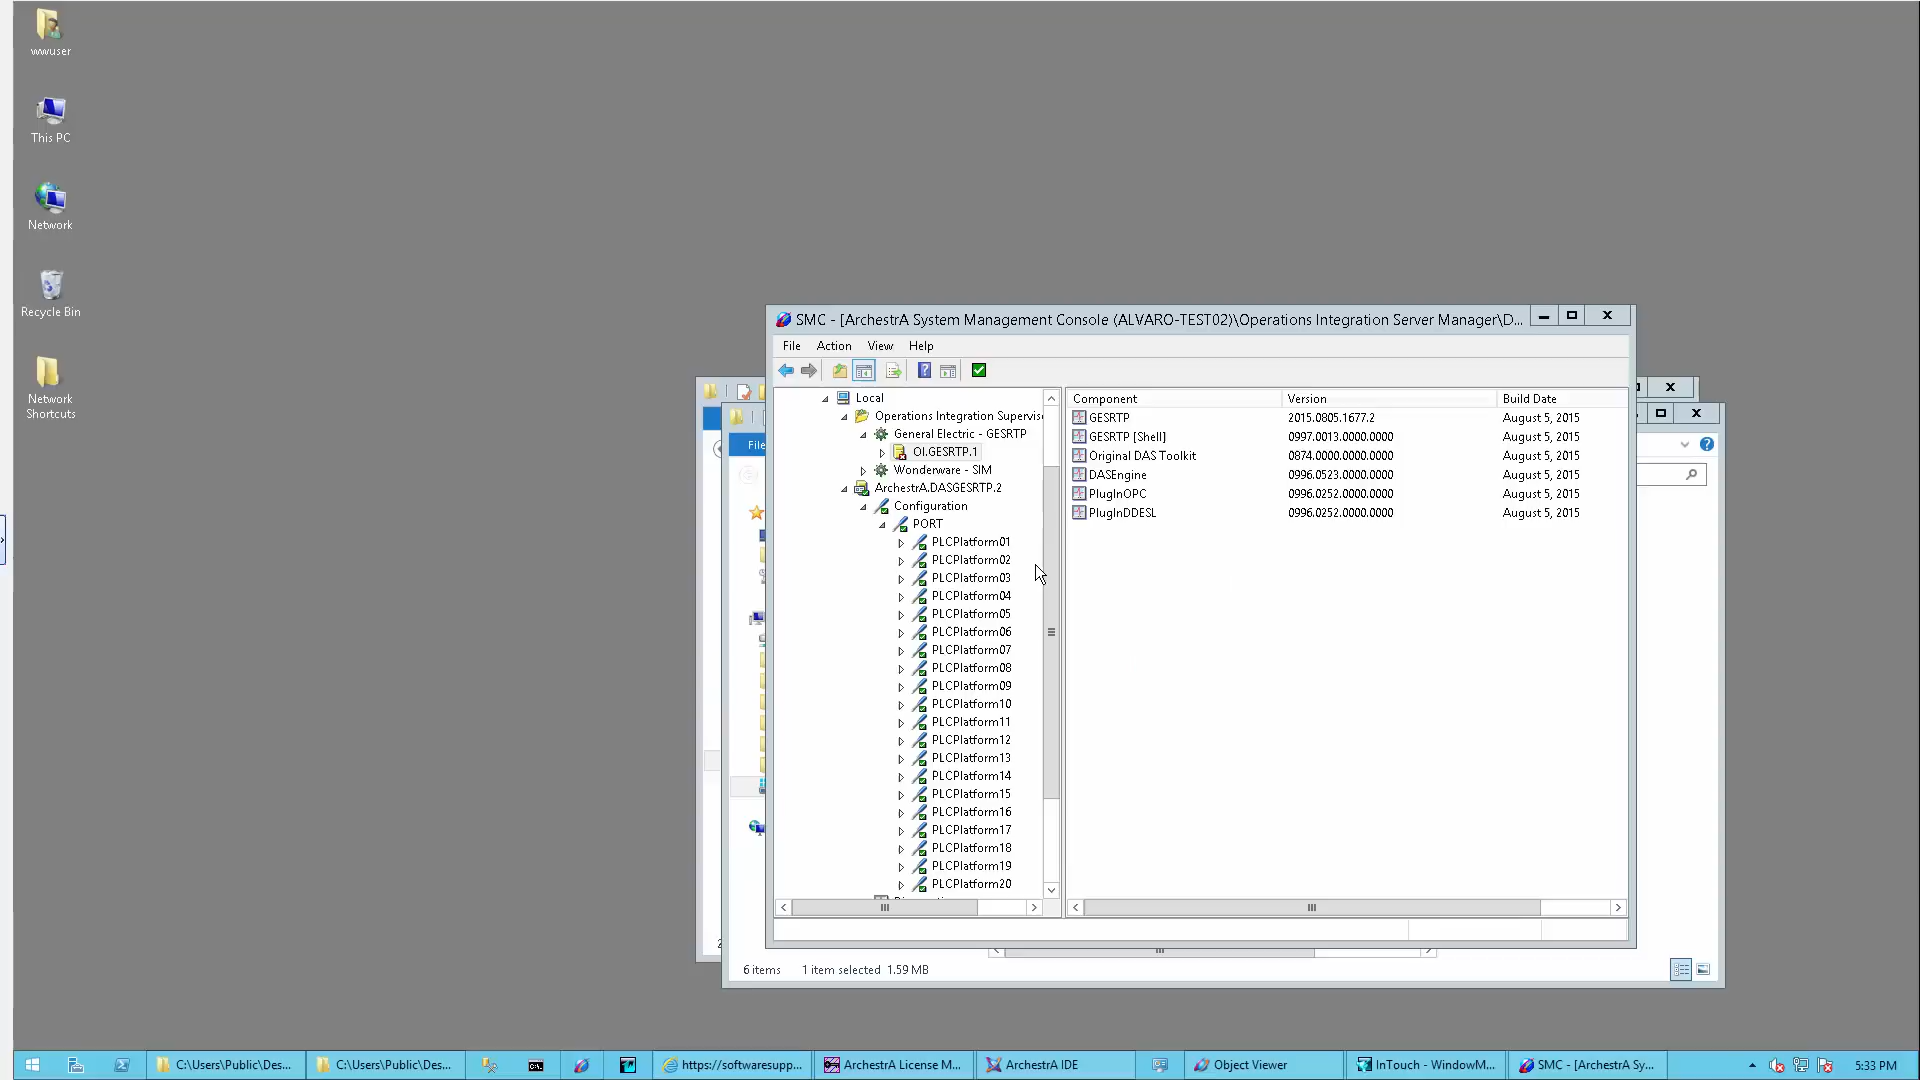 wwuser
This PC
Network
Recycle Bin
Network
Shortcuts
SMC - [ArchestrA System Management Console (ALVARO-TEST02)\Operations Integration Server Manager\D...
File Action View Help
Local
Operations Integration Supervis
General Electric - GESRTP
OI.GESRTP.1
Wonderware - SIM
ArchestrA.DASGESRTP.2
Configuration
PORT
PLCPlatform01
PLCPlatform02
PLCPlatform03
PLCPlatform04
PLCPlatform05
PLCPlatform06
PLCPlatform07
PLCPlatform08
PLCPlatform09
PLCPlatform10
PLCPlatform11
PLCPlatform12
PLCPlatform13
PLCPlatform14
PLCPlatform15
PLCPlatform16
PLCPlatform17
PLCPlatform18
PLCPlatform19
PLCPlatform20
Component Version Build Date
GESRTP 2015.0805.1677.2 August 5, 2015
GESRTP [Shell] 0997.0013.0000.0000 August 5, 2015
Original DAS Toolkit 0874.0000.0000.0000 August 5, 2015
DASEngine 0996.0523.0000.0000 August 5, 2015
PlugInOPC 0996.0252.0000.0000 August 5, 2015
PlugInDDESL 0996.0252.0000.0000 August 5, 2015
File
2
6 items 1 item selected 1.59 MB
C:\Users\Public\Des...
C:\Users\Public\Des...
https://softwaresupp...
ArchestrA License M...
ArchestrA IDE
Object Viewer
InTouch - WindowM...
SMC - [ArchestrA Sy...
5:33 PM